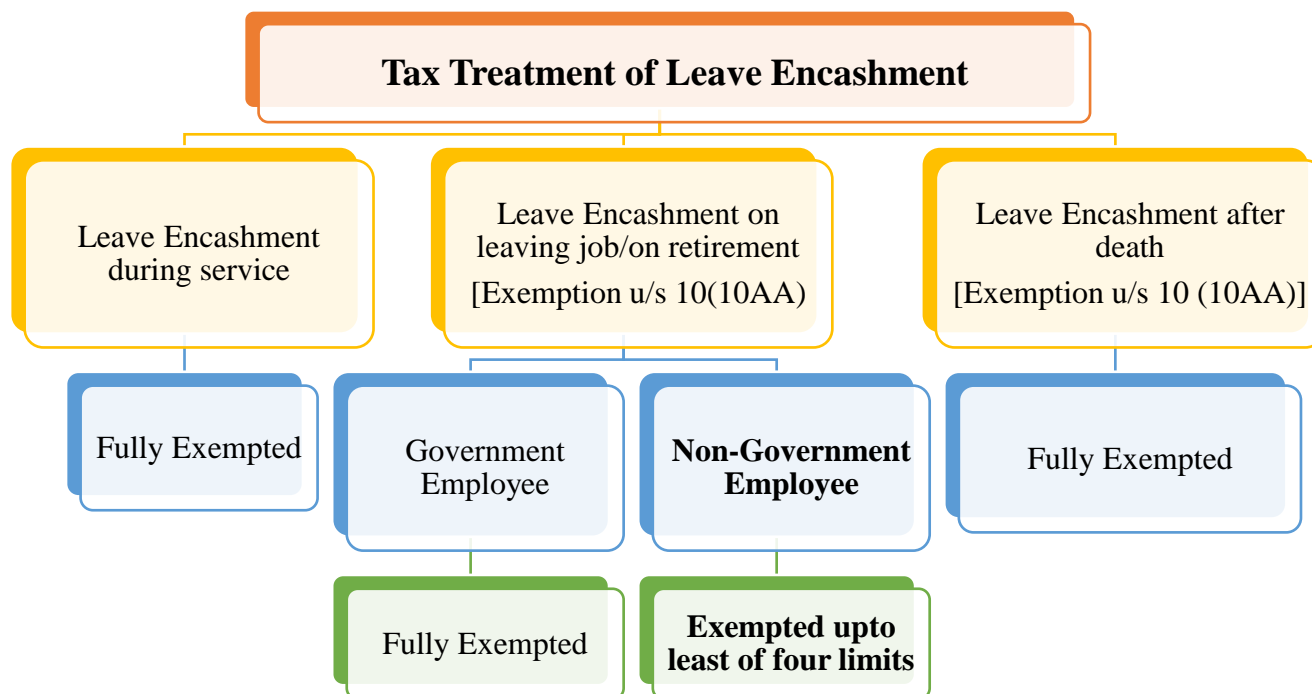 Tax Treatment of Leave Encashment
Leave Encashment
during service
Leave Encashment on
leaving job/on retirement
[Exemption u/s 10(10AA)
Leave Encashment after
death
[Exemption u/s 10 (10AA)]
Fully Exempted
Government
Employee
Non-Government
Employee
Fully Exempted
Fully Exempted
Exempted upto
least of four limits